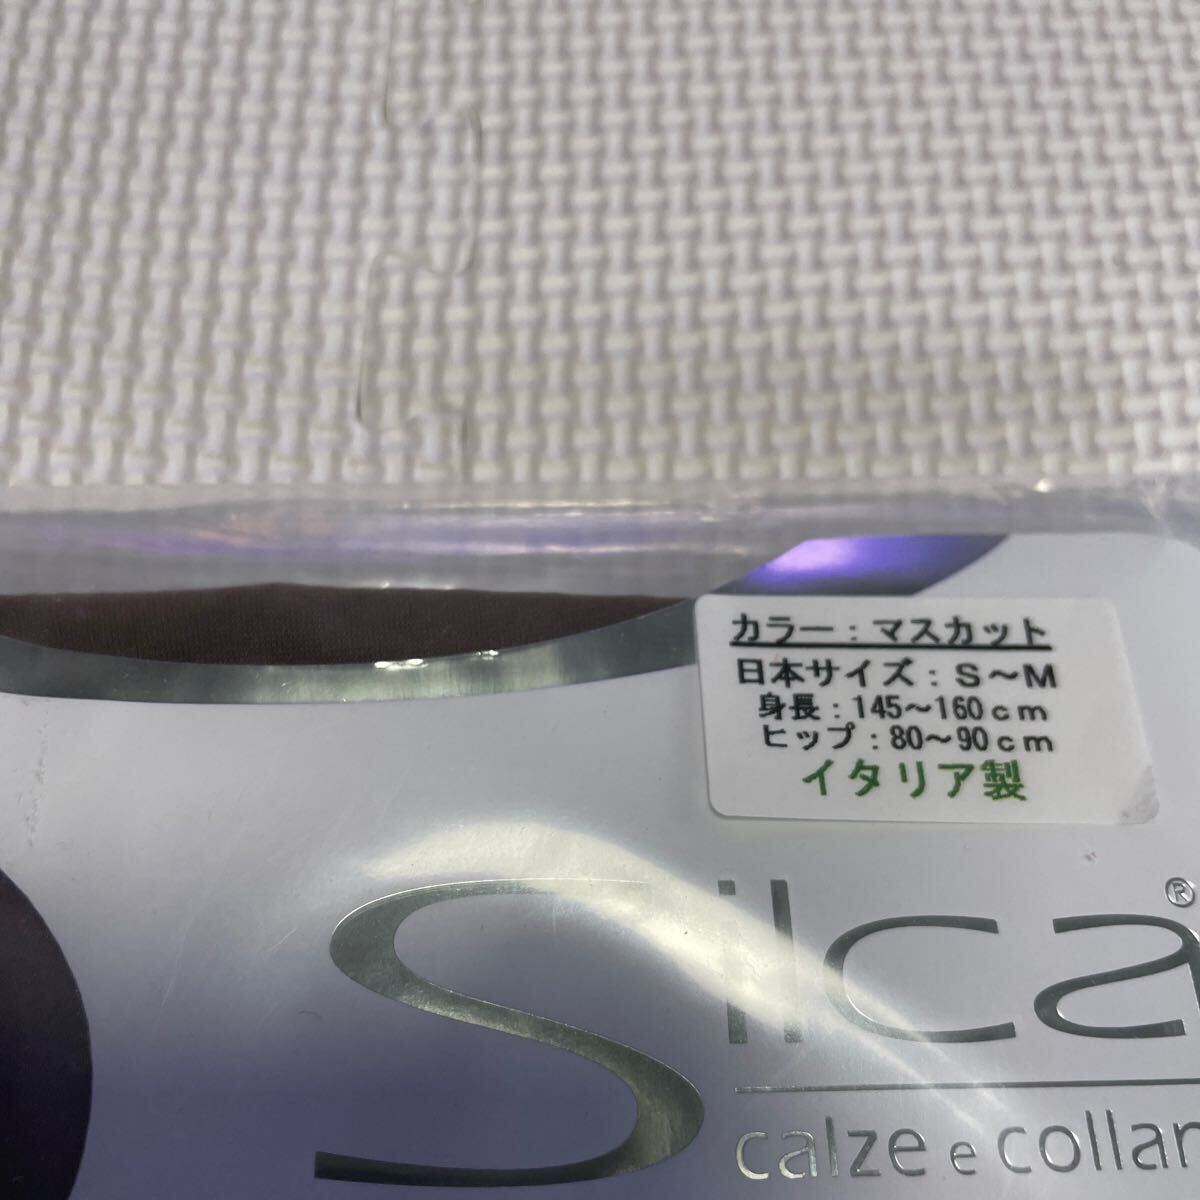 カラー：マスカット
日本サイズ：S～M
身長：145～160cm
ヒップ：80～90cm
イタリア製
Silca®
calze e collan